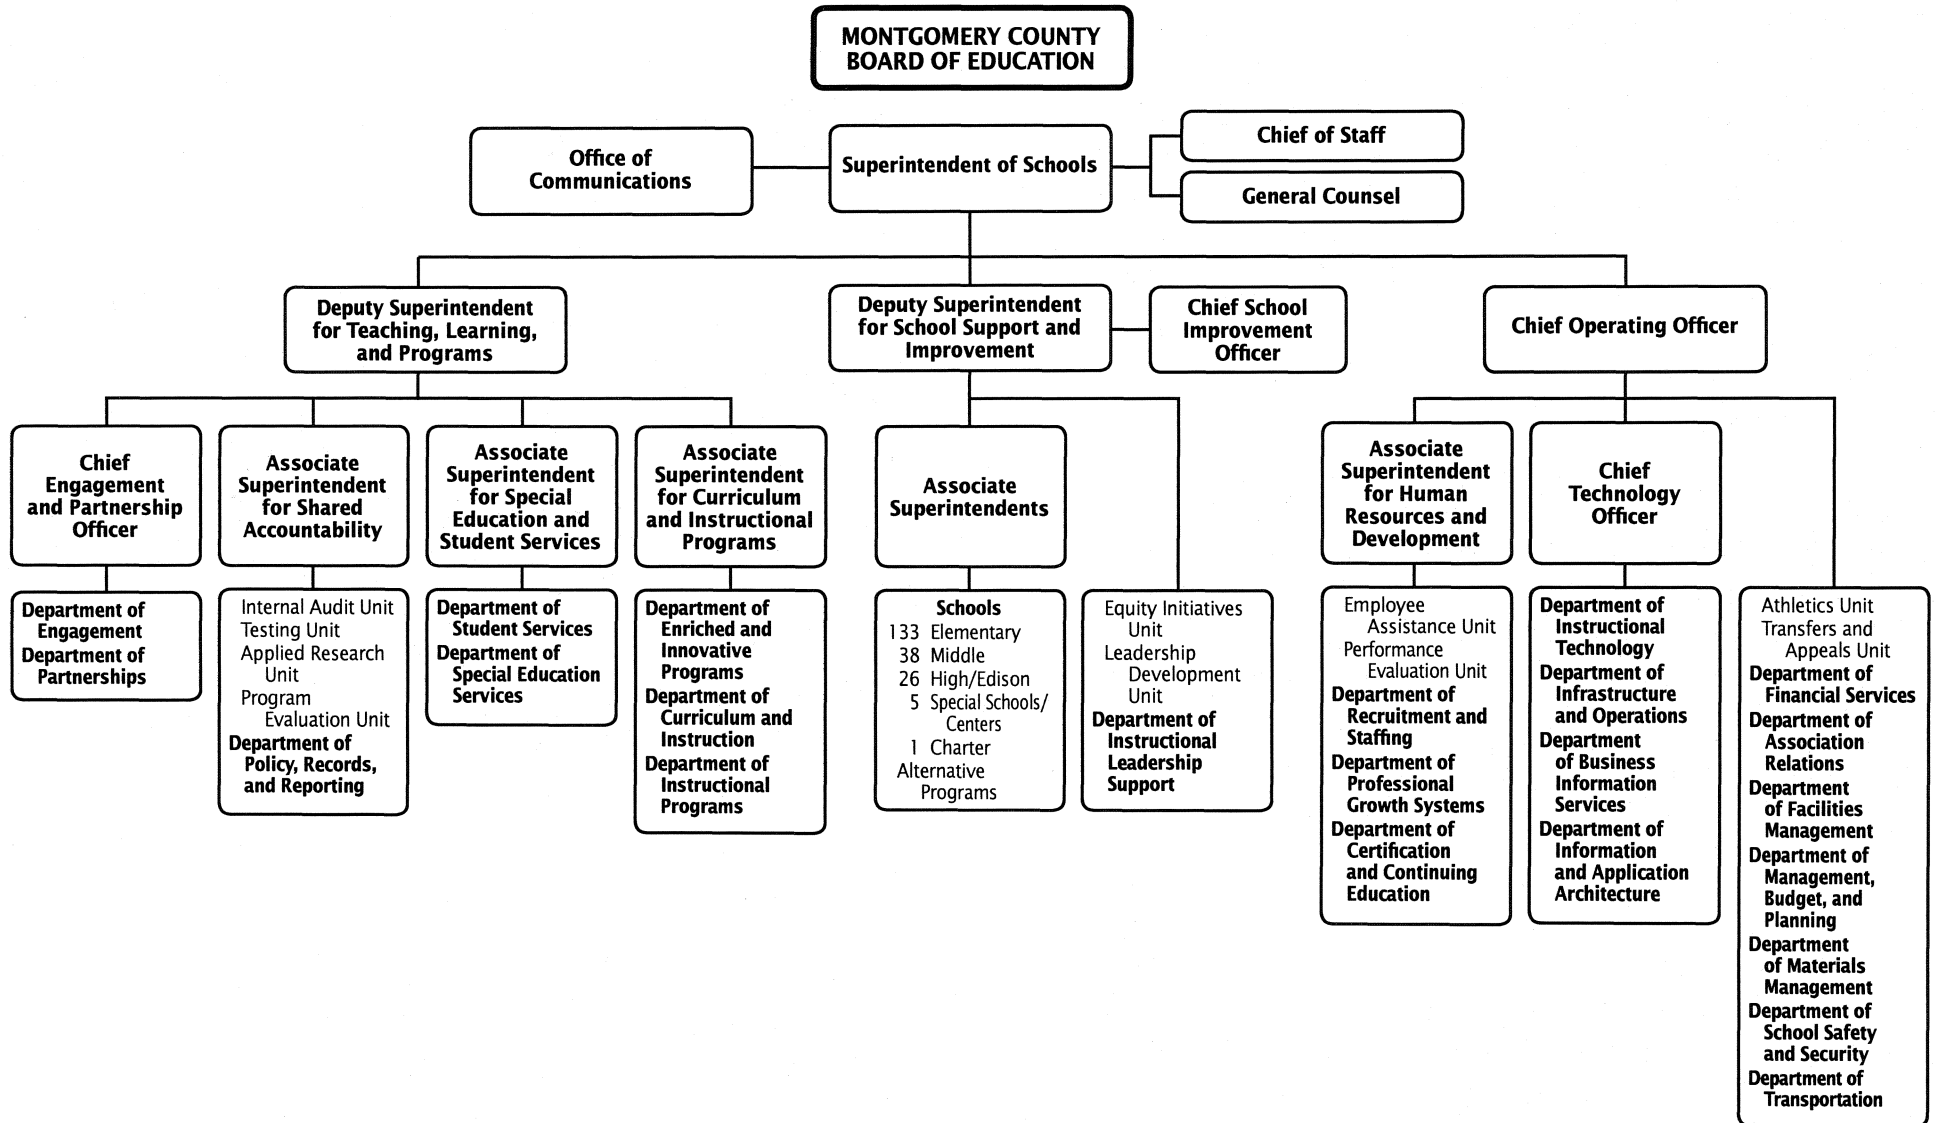 MONTGOMERY COUNTY
BOARD OF EDUCATION
Office of
Communications
Superintendent of Schools
Chief of Staff
General Counsel
Deputy Superintendent
for Teaching, Learning,
and Programs
Deputy Superintendent
for School Support and
Improvement
Chief School
Improvement
Officer
Chief Operating Officer
Chief
Engagement
and Partnership
Officer
Associate
Superintendent
for Shared
Accountability
Associate
Superintendent
for Special
Education and
Student Services
Associate
Superintendent
for Curriculum
and Instructional
Programs
Associate
Superintendents
Associate
Superintendent
for Human
Resources and
Development
Chief
Technology
Officer
Department of
Engagement
Department of
Partnerships
Internal Audit Unit
Testing Unit
Applied Research
Unit
Program
Evaluation Unit
Department of
Policy, Records,
and Reporting
Department of
Student Services
Department of
Special Education
Services
Department of
Enriched and
Innovative
Programs
Department of
Curriculum and
Instruction
Department of
Instructional
Programs
Schools
133 Elementary
38 Middle
26 High/Edison
5 Special Schools/
Centers
1 Charter
Alternative
Programs
Equity Initiatives
Unit
Leadership
Development
Unit
Department of
Instructional
Leadership
Support
Employee
Assistance Unit
Performance
Evaluation Unit
Department of
Recruitment and
Staffing
Department of
Professional
Growth Systems
Department of
Certification
and Continuing
Education
Department of
Instructional
Technology
Department of
Infrastructure
and Operations
Department
of Business
Information
Services
Department of
Information
and Application
Architecture
Athletics Unit
Transfers and
Appeals Unit
Department of
Financial Services
Department of
Association
Relations
Department
of Facilities
Management
Department of
Management,
Budget, and
Planning
Department
of Materials
Management
Department of
School Safety
and Security
Department of
Transportation